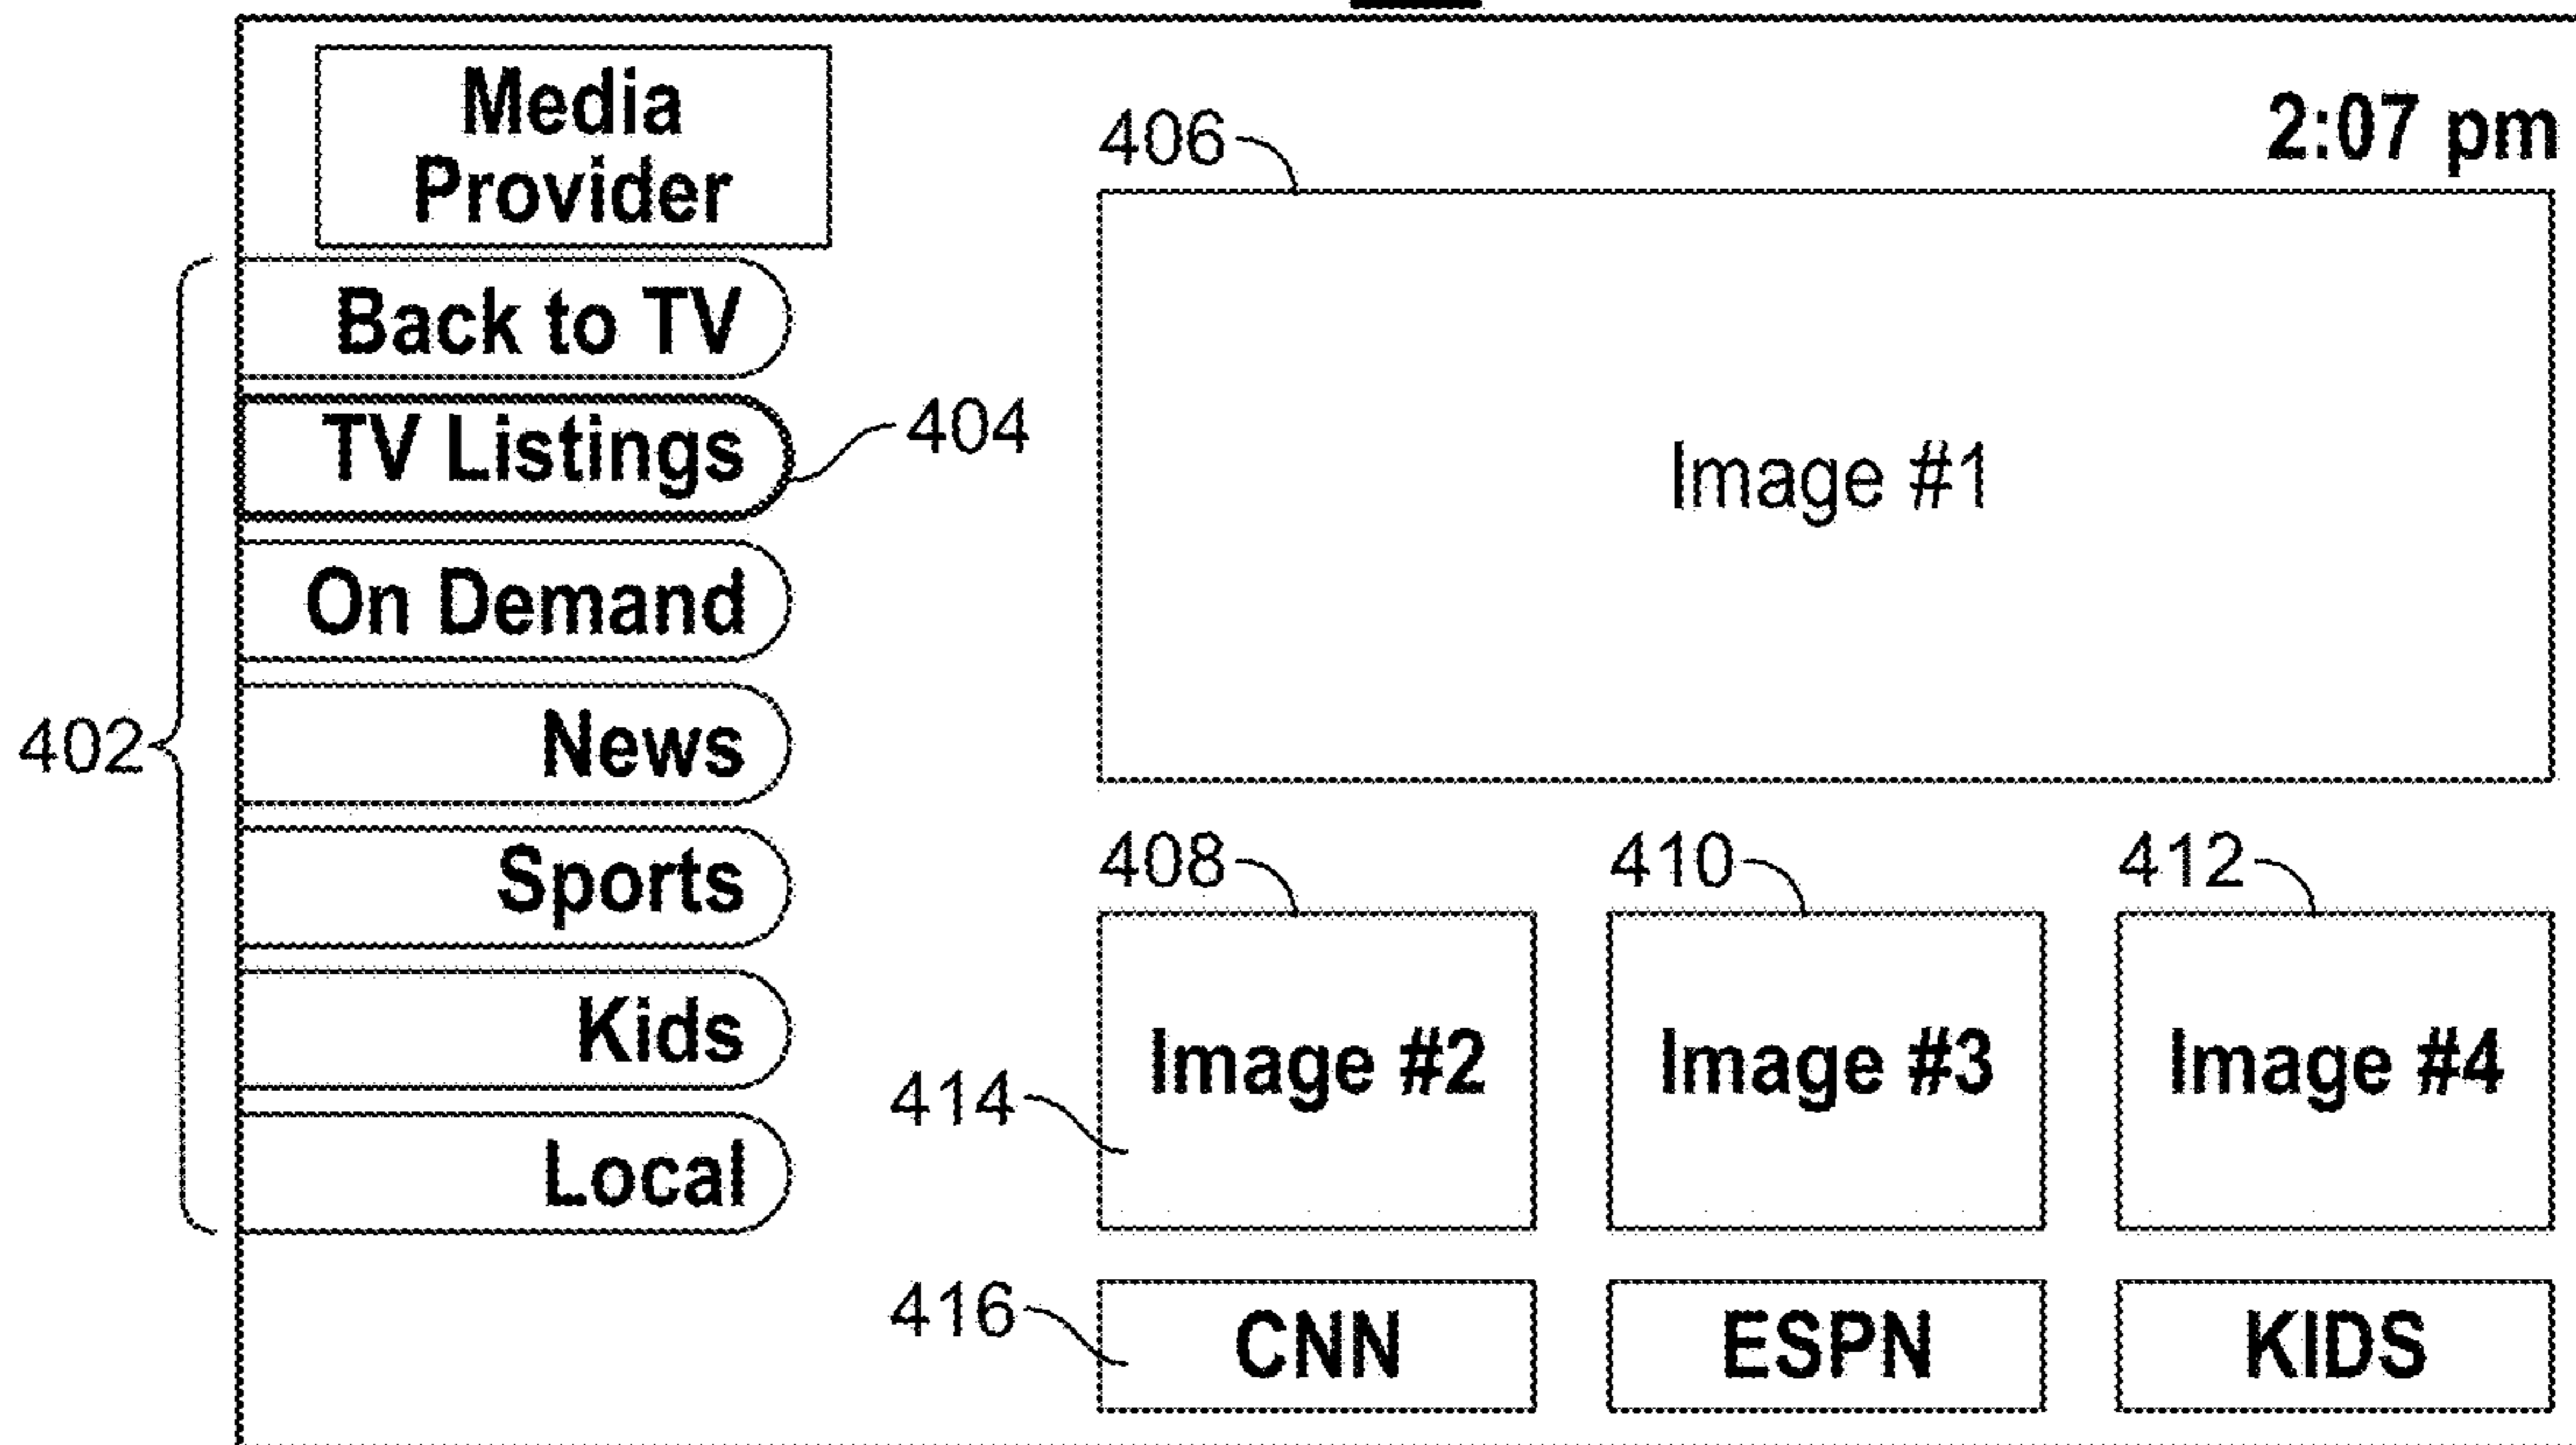 Media
Provider
2:07 pm
406
Back to TV
TV Listings
404
Image #1
On Demand
402
News
Sports
Kids
Local
408
410
412
Image #2
Image #3
Image #4
414
416
CNN
ESPN
KIDS